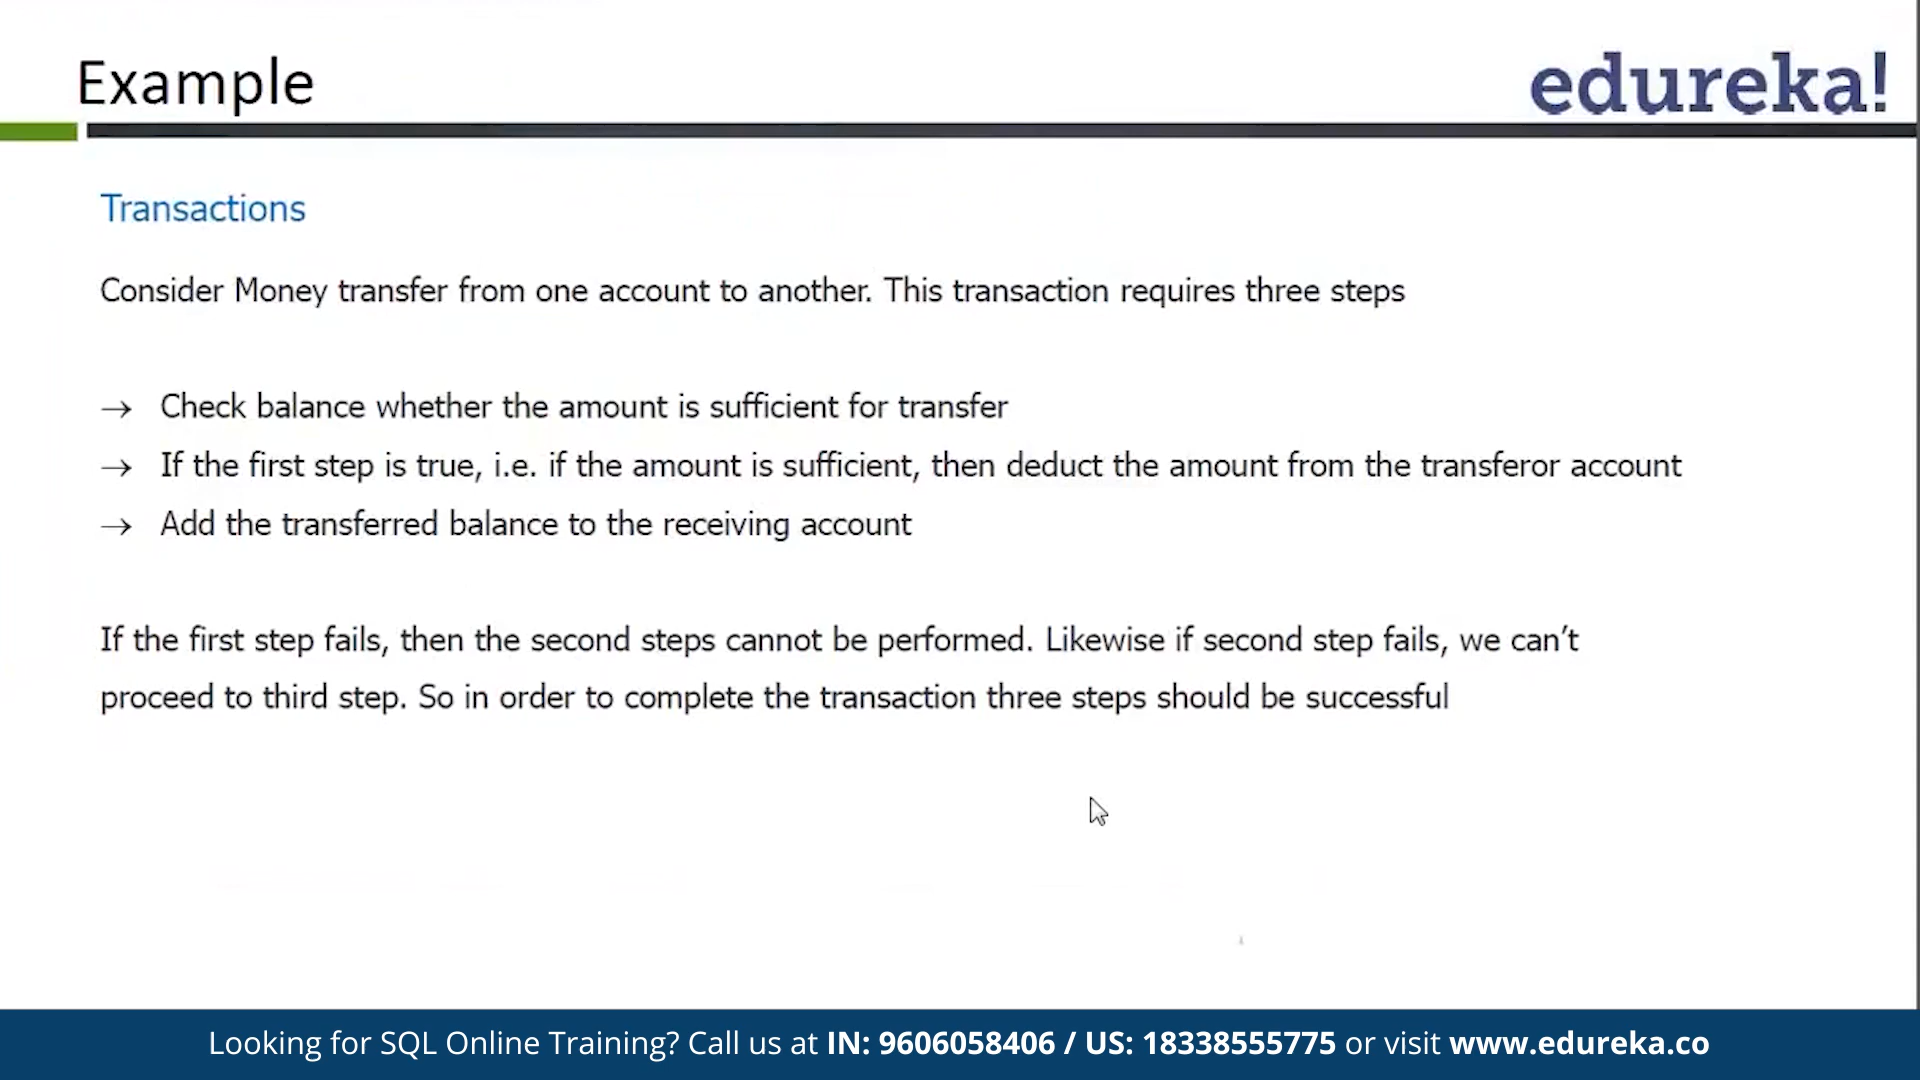 Example
edureka!
Transactions
Consider Money transfer from one account to another. This transaction requires three steps
→ Check balance whether the amount is sufficient for transfer
→ If the first step is true, i.e. if the amount is sufficient, then deduct the amount from the transferor account
→ Add the transferred balance to the receiving account
If the first step fails, then the second steps cannot be performed. Likewise if second step fails, we can’t
proceed to third step. So in order to complete the transaction three steps should be successful
Looking for SQL Online Training? Call us at IN: 9606058406 / US: 18338555775 or visit www.edureka.co